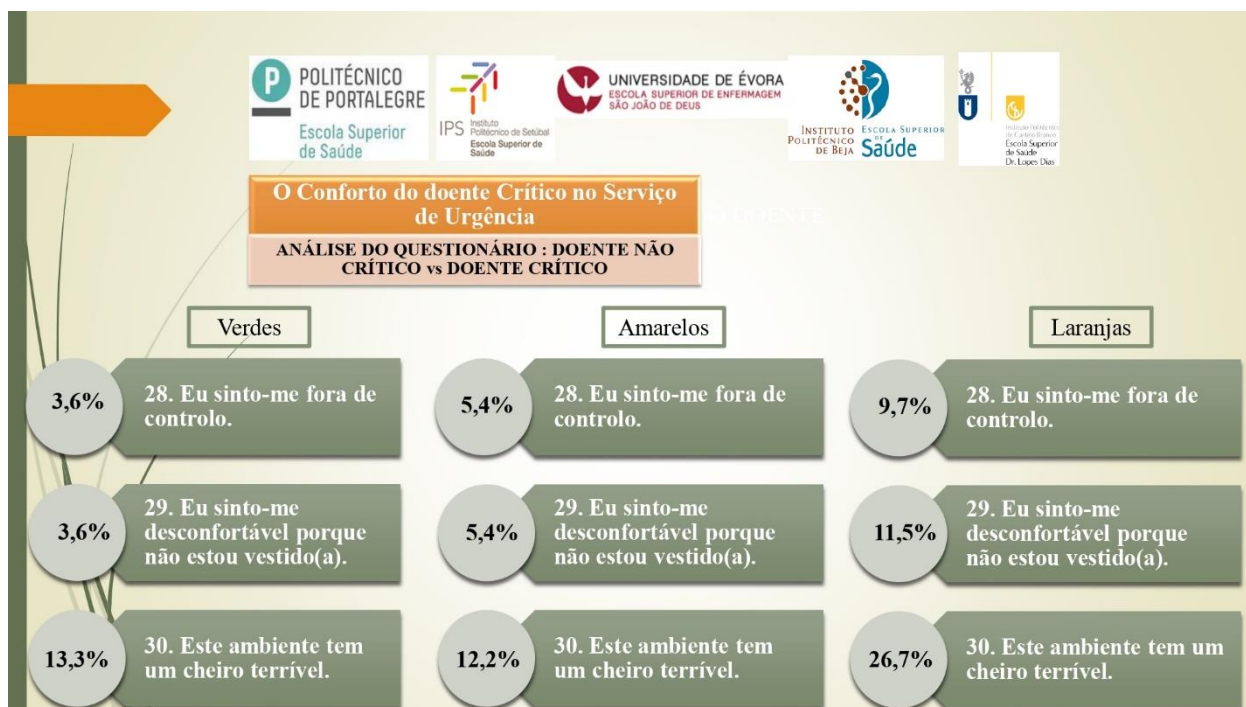 P
POLITÉCNICO
DE PORTALEGRE
Escola Superior
de Saúde
IPS
Instituto
Politécnico de Setúbal
Escola Superior de
Saúde
UNIVERSIDADE DE ÉVORA
ESCOLA SUPERIOR DE ENFERMAGEM
SÃO JOÃO DE DEUS
INSTITUTO
POLITÉCNICO
DE BEJA
ESCOLA SUPERIOR
DE
Saúde
Instituto Politécnico
de Castelo Branco
Escola Superior
de Saúde
Dr. Lopes Dias
O Conforto do doente Crítico no Serviço
de Urgência
DOENTE
ANÁLISE DO QUESTIONÁRIO : DOENTE NÃO
CRÍTICO vs DOENTE CRÍTICO
Verdes
Amarelos
Laranjas
3,6%
28. Eu sinto-me fora de
controlo.
5,4%
28. Eu sinto-me fora de
controlo.
9,7%
28. Eu sinto-me fora de
controlo.
3,6%
29. Eu sinto-me
desconfortável porque
não estou vestido(a).
5,4%
29. Eu sinto-me
desconfortável porque
não estou vestido(a).
11,5%
29. Eu sinto-me
desconfortável porque
não estou vestido(a).
13,3%
30. Este ambiente tem
um cheiro terrível.
12,2%
30. Este ambiente tem
um cheiro terrível.
26,7%
30. Este ambiente tem um
cheiro terrível.